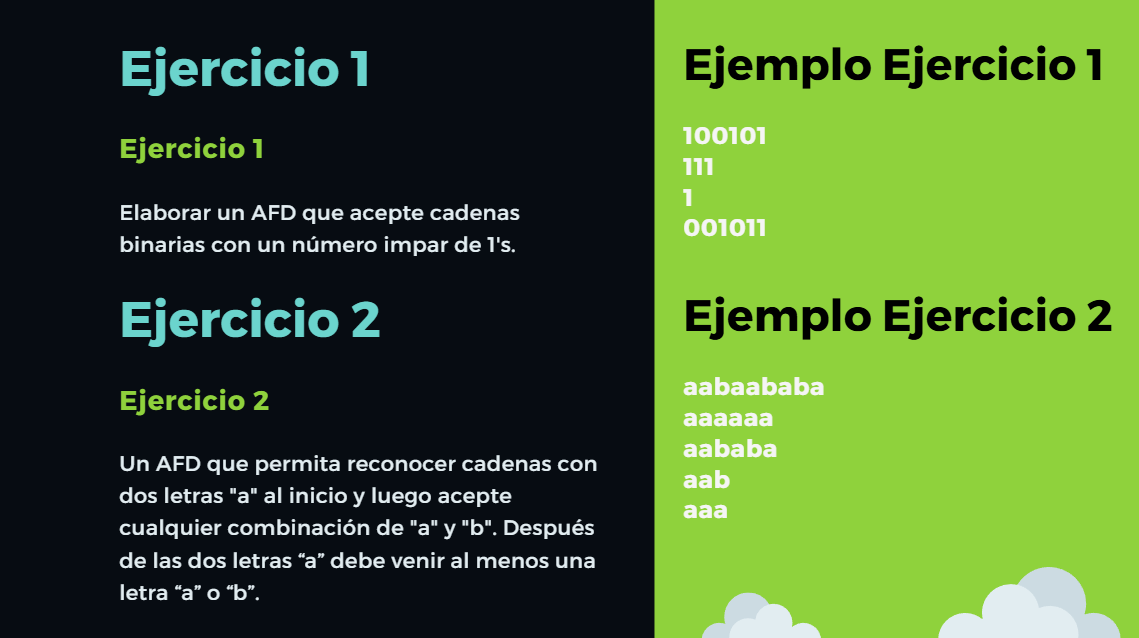 Ejercicio 1
Ejercicio 1
Elaborar un AFD que acepte cadenas
binarias con un número impar de 1's.
Ejercicio 2
Ejercicio 2
Un AFD que permita reconocer cadenas con
dos letras "a" al inicio y luego acepte
cualquier combinación de "a" y "b". Después
de las dos letras “a” debe venir al menos una
letra “a” o “b”.
Ejemplo Ejercicio 1
100101
111
1
001011
Ejemplo Ejercicio 2
aabaababa
aaaaaa
aababa
aab
aaa